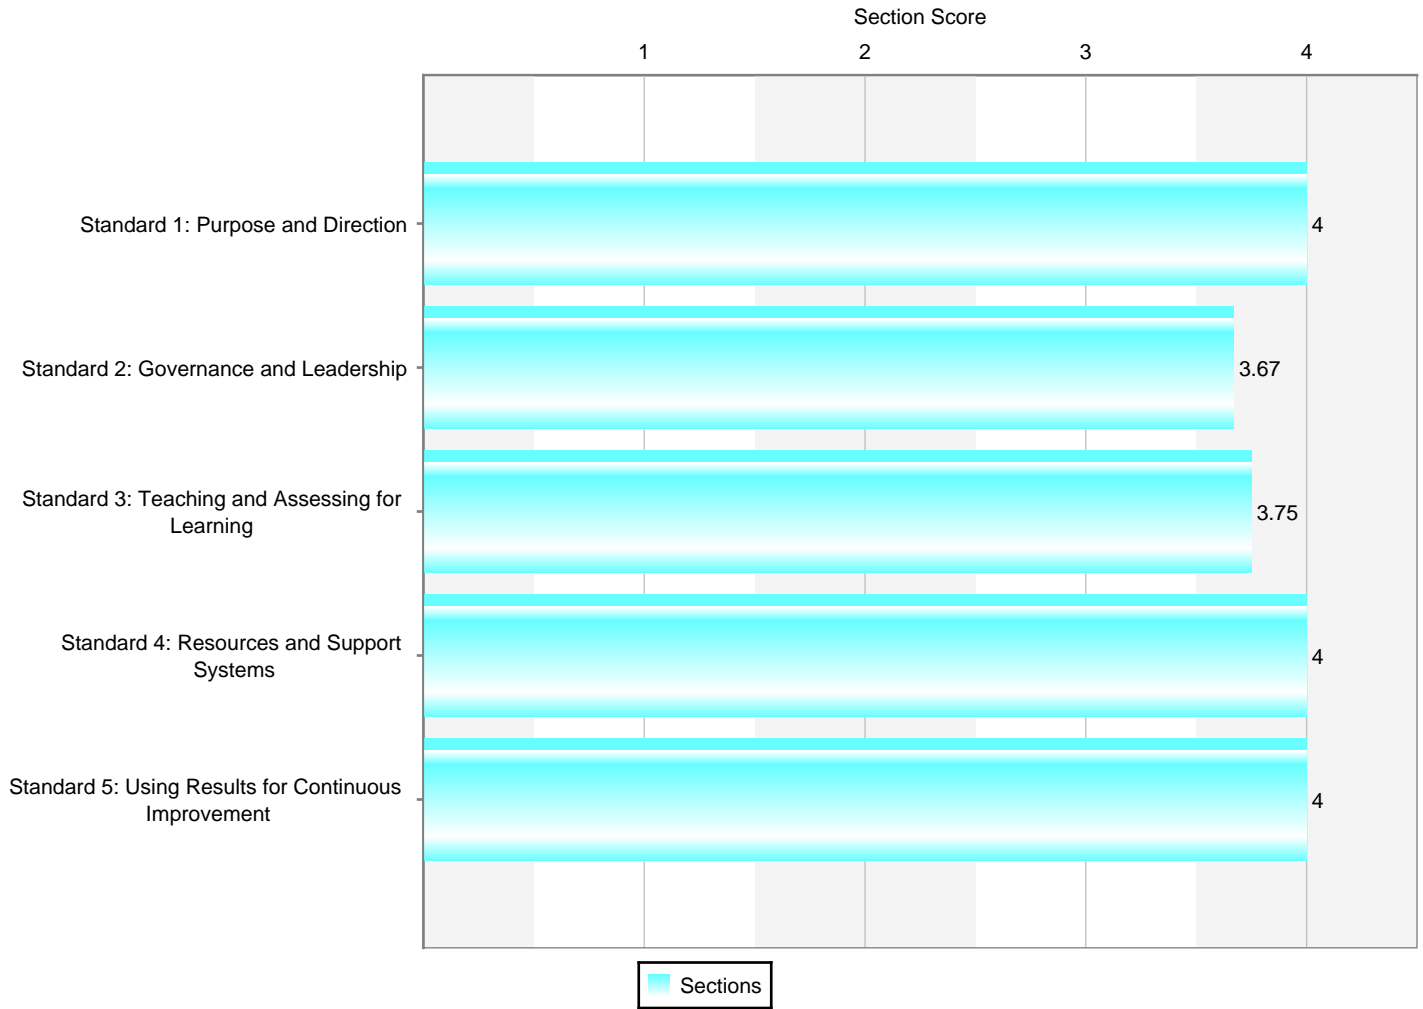 Section Score
1 2 3 4
Standard 1: Purpose and Direction
4
Standard 2: Governance and Leadership
3.67
Standard 3: Teaching and Assessing for
Learning
3.75
Standard 4: Resources and Support
Systems
4
Standard 5: Using Results for Continuous
Improvement
4
Sections